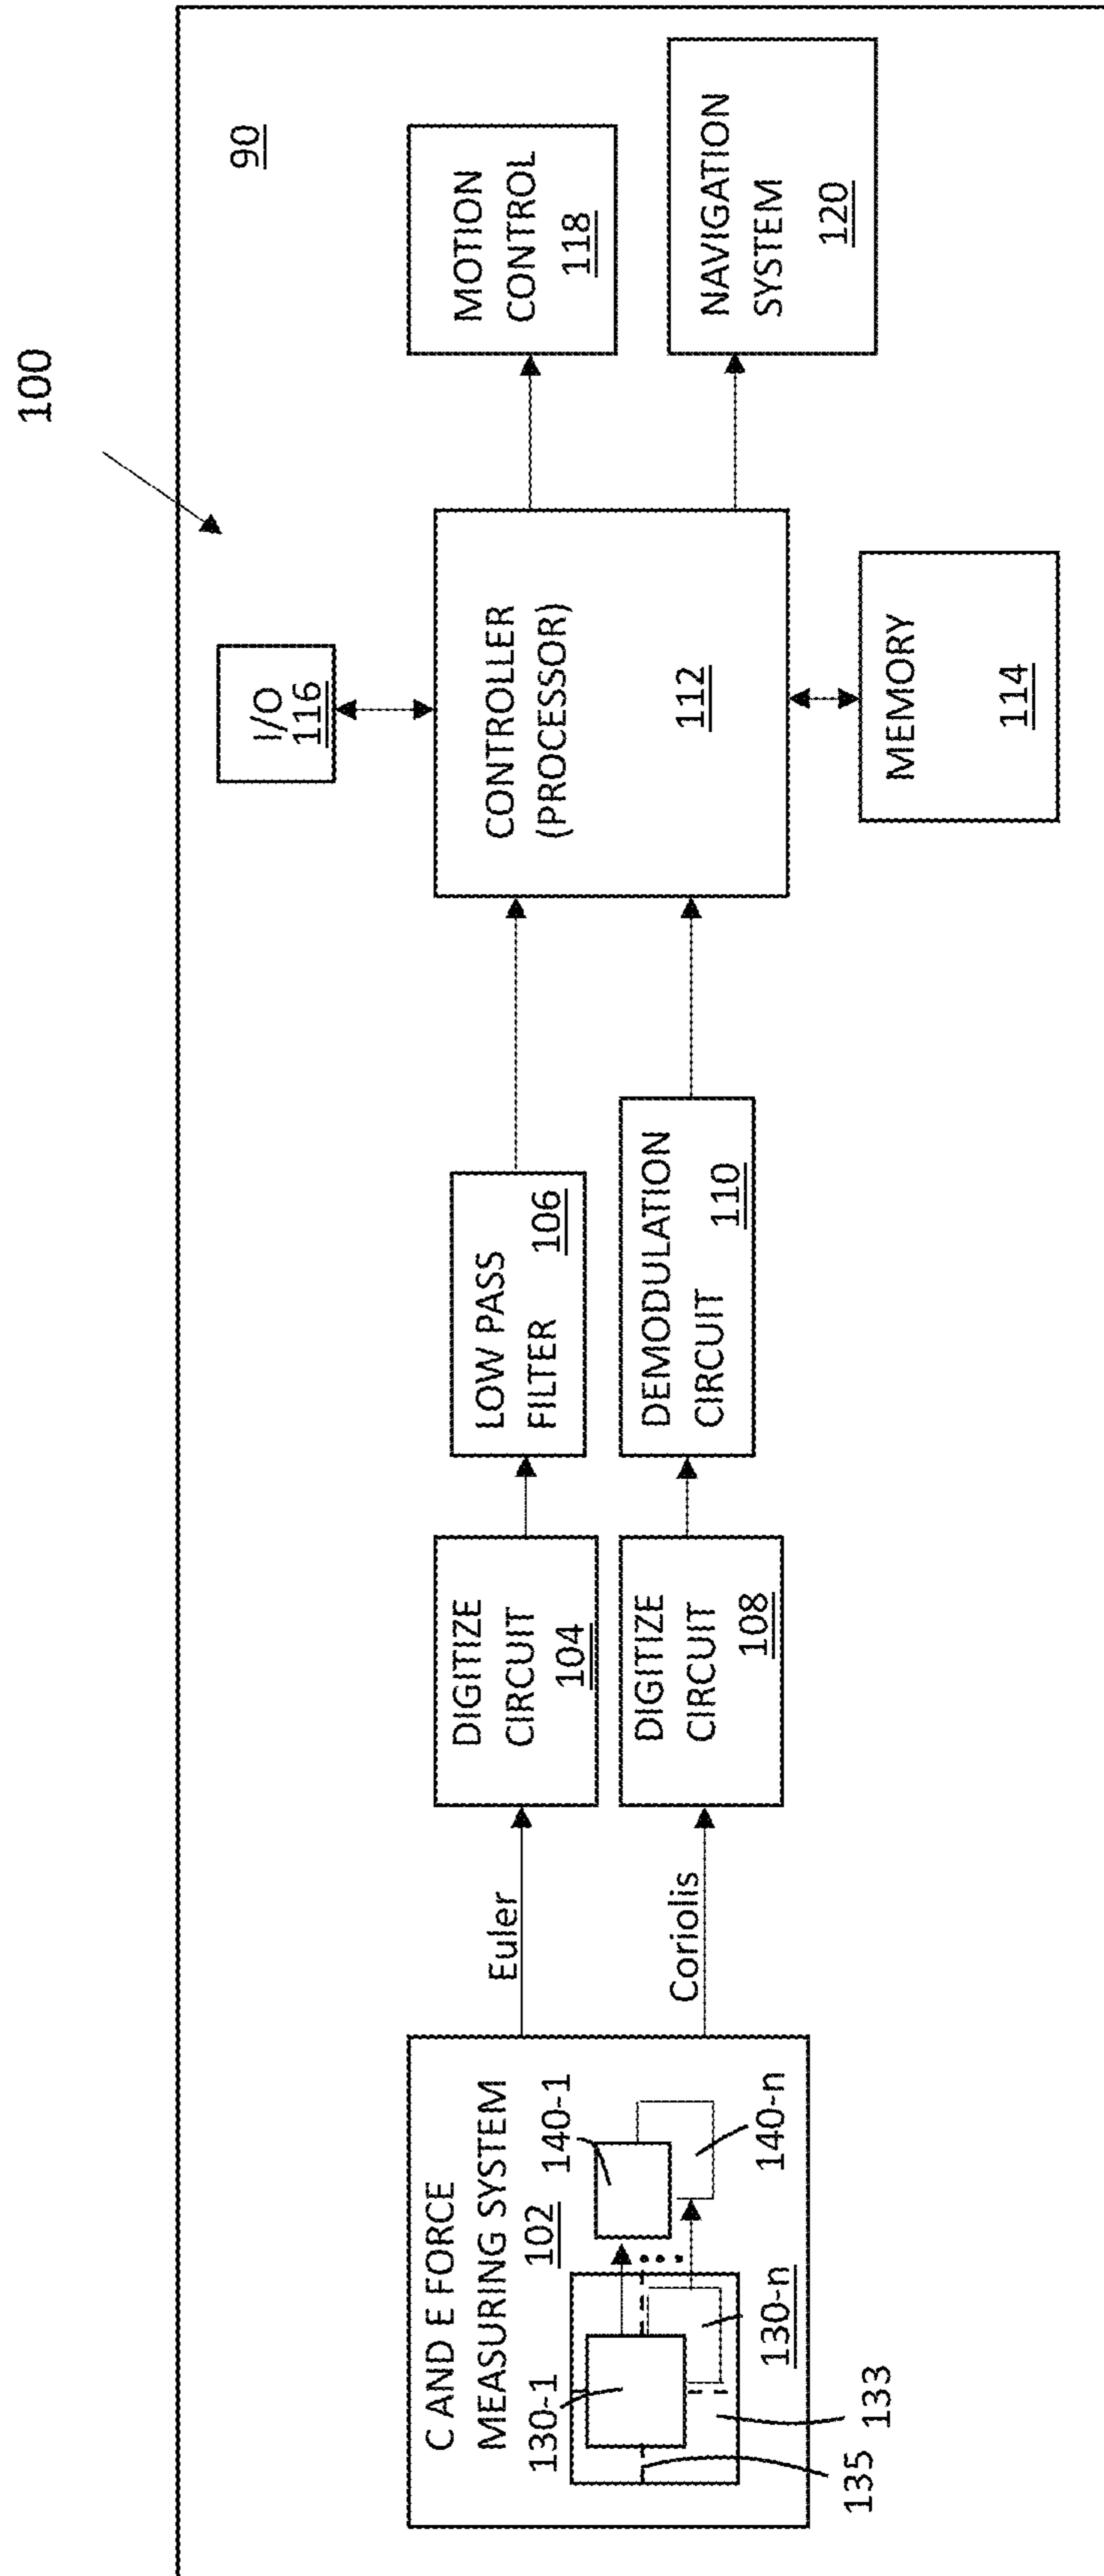 100
90
C AND E FORCE
MEASURING SYSTEM
102
130-1
140-1
135
133
130-n
140-n
Euler
Coriolis
DIGITIZE
CIRCUIT
104
DIGITIZE
CIRCUIT
108
LOW PASS
FILTER 106
DEMODULATION
CIRCUIT 110
I/O
116
CONTROLLER
(PROCESSOR)
112
MEMORY
114
MOTION
CONTROL
118
NAVIGATION
SYSTEM
120